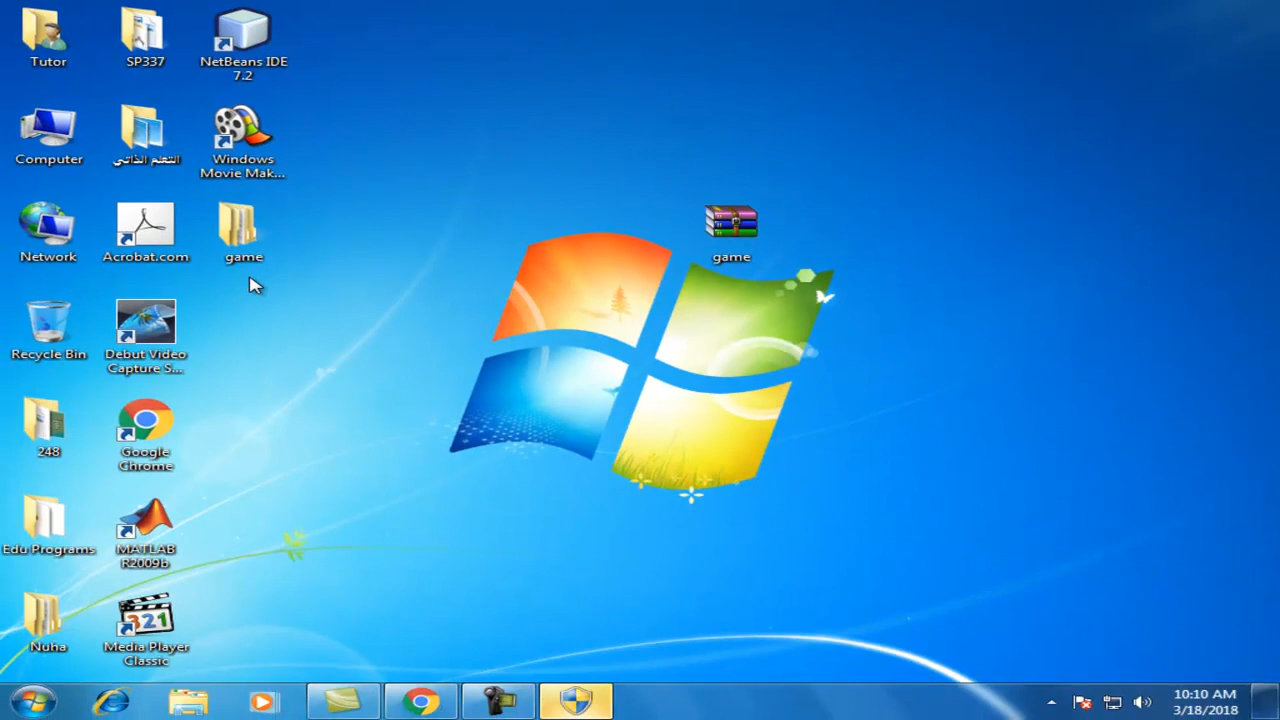 Tutor
SP337
NetBeans IDE
7.2
Computer
التعلم الذاتي
Windows
Movie Mak...
Network
Acrobat.com
game
game
Recycle Bin
Debut Video
Capture S...
248
Google
Chrome
Edu Programs
MATLAB
R2009b
321
Nuha
Media Player
Classic
10:10 AM
3/18/2018